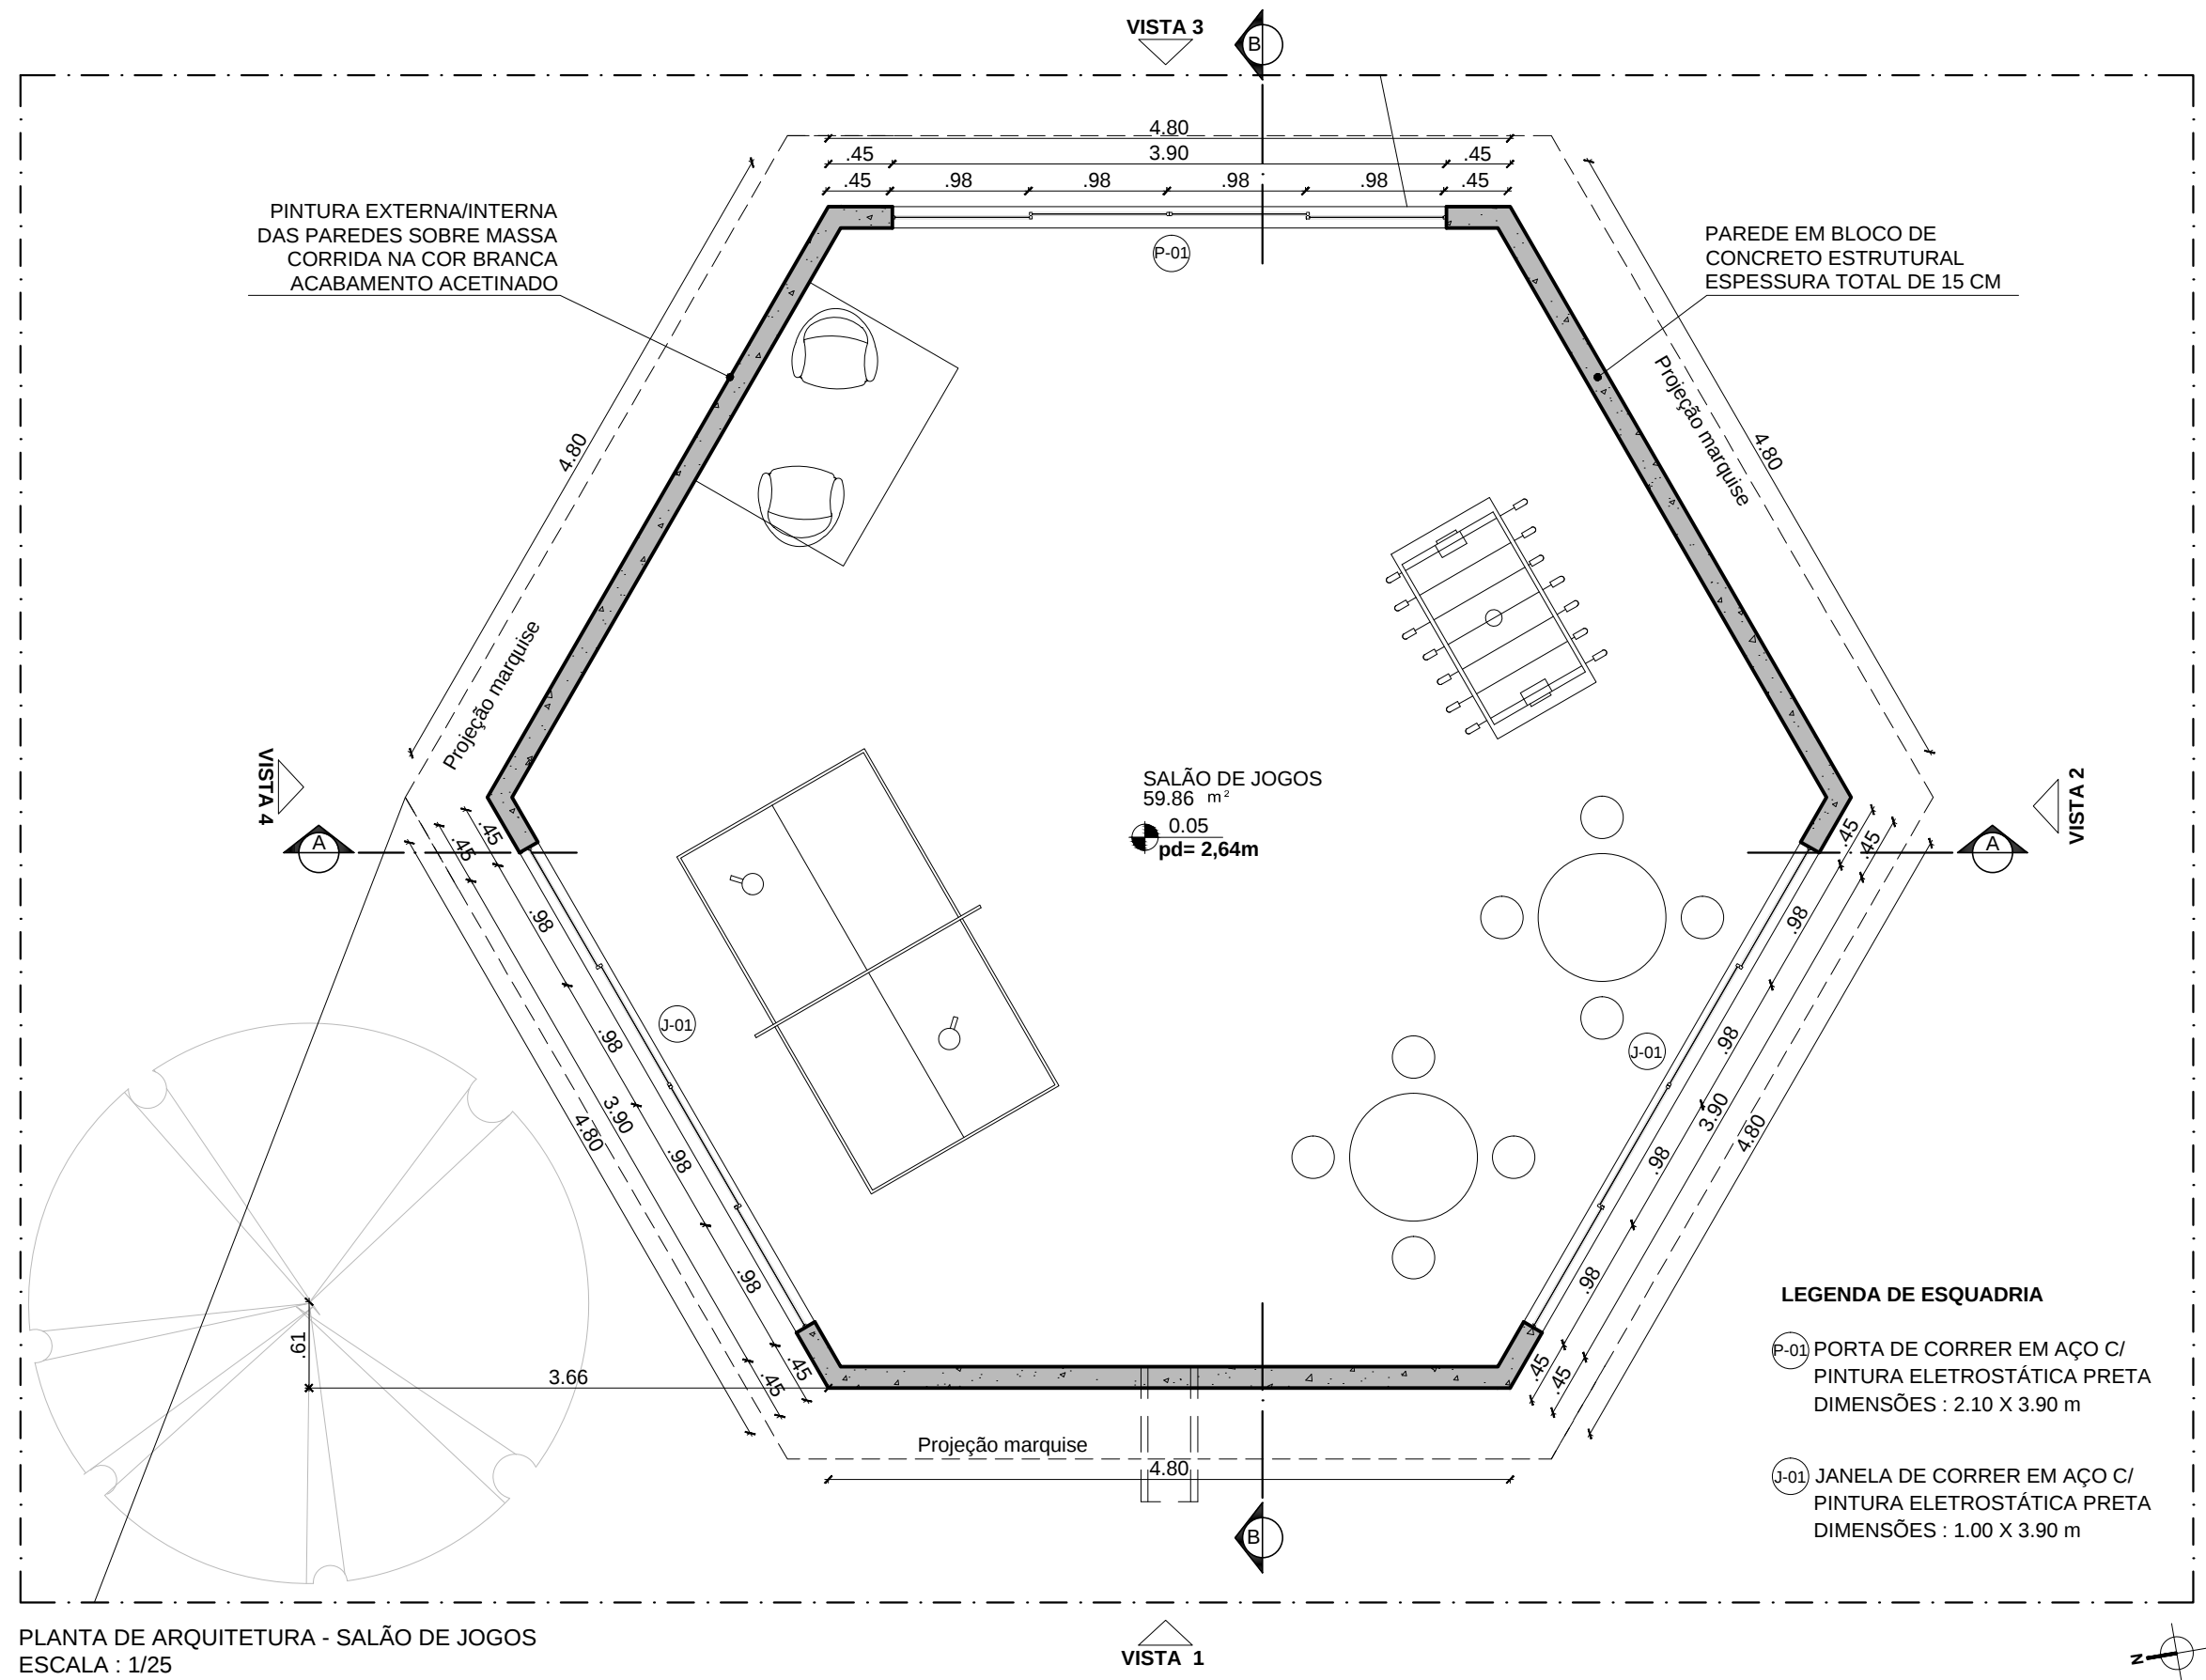 VISTA 3
B
4.80
.45
3.90
.45
.45
.98
.98
.98
.98
.45
PINTURA EXTERNA/INTERNA
DAS PAREDES SOBRE MASSA
CORRIDA NA COR BRANCA
ACABAMENTO ACETINADO
P-01
PAREDE EM BLOCO DE
CONCRETO ESTRUTURAL
ESPESSURA TOTAL DE 15 CM
4.80
Projeção marquise
4.80
Projeção marquise
VISTA 4
A
SALÃO DE JOGOS
59.86 m²
0.05
pd= 2,64m
VISTA 2
A
.45
.45
.98
.98
.98
.98
3.90
4.80
.45
.45
J-01
.45
.45
.98
.98
.98
.98
3.90
4.80
.45
.45
J-01
.61
3.66
Projeção marquise
4.80
B
LEGENDA DE ESQUADRIA
P-01 PORTA DE CORRER EM AÇO C/
PINTURA ELETROSTÁTICA PRETA
DIMENSÕES : 2.10 X 3.90 m
J-01 JANELA DE CORRER EM AÇO C/
PINTURA ELETROSTÁTICA PRETA
DIMENSÕES : 1.00 X 3.90 m
PLANTA DE ARQUITETURA - SALÃO DE JOGOS
ESCALA : 1/25
VISTA 1
N